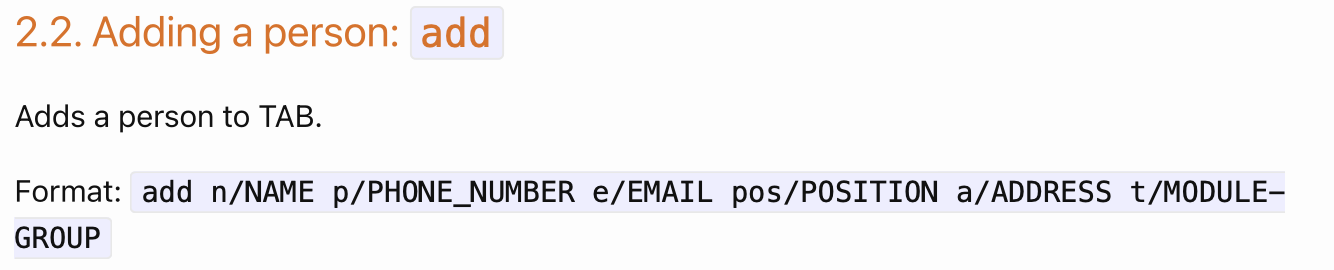 2.2. Adding a person: add
Adds a person to TAB.
Format: add n/NAME p/PHONE_NUMBER e/EMAIL pos/POSITION a/ADDRESS t/MODULE-
GROUP